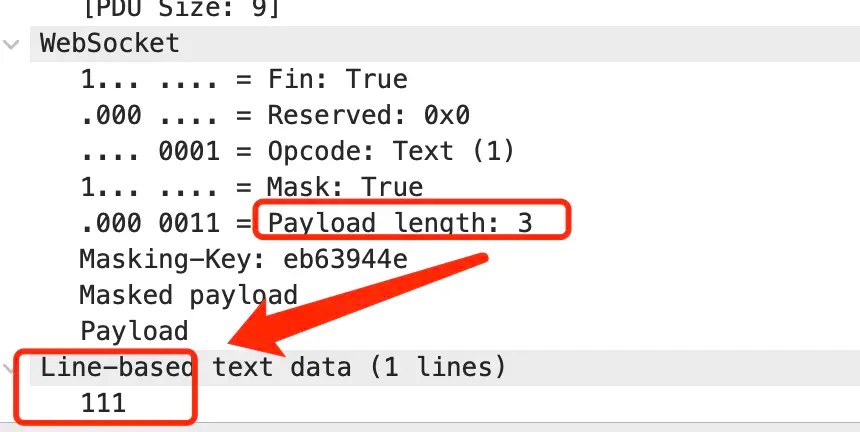 [PDU Size: 9]
WebSocket
1... .... = Fin: True
.000 .... = Reserved: 0x0
.... 0001 = Opcode: Text (1)
1... .... = Mask: True
.000 0011 = Payload length: 3
Masking-Key: eb63944e
Masked payload
Payload
Line-based text data (1 lines)
111